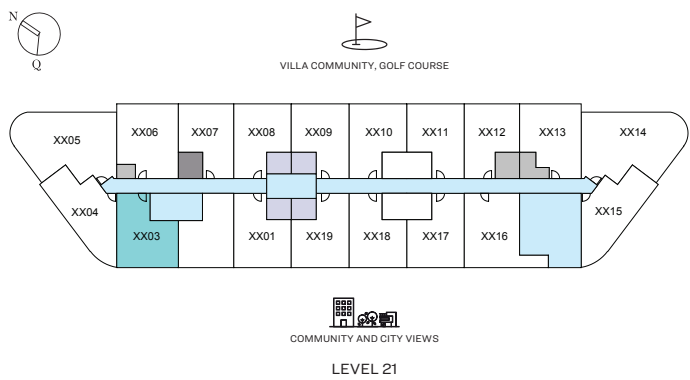 N
Q
VILLA COMMUNITY, GOLF COURSE
XX05 XX06 XX07 XX08 XX09 XX10 XX11 XX12 XX13 XX14
XX04 XX03 XX01 XX19 XX18 XX17 XX16 XX15
COMMUNITY AND CITY VIEWS
LEVEL 21